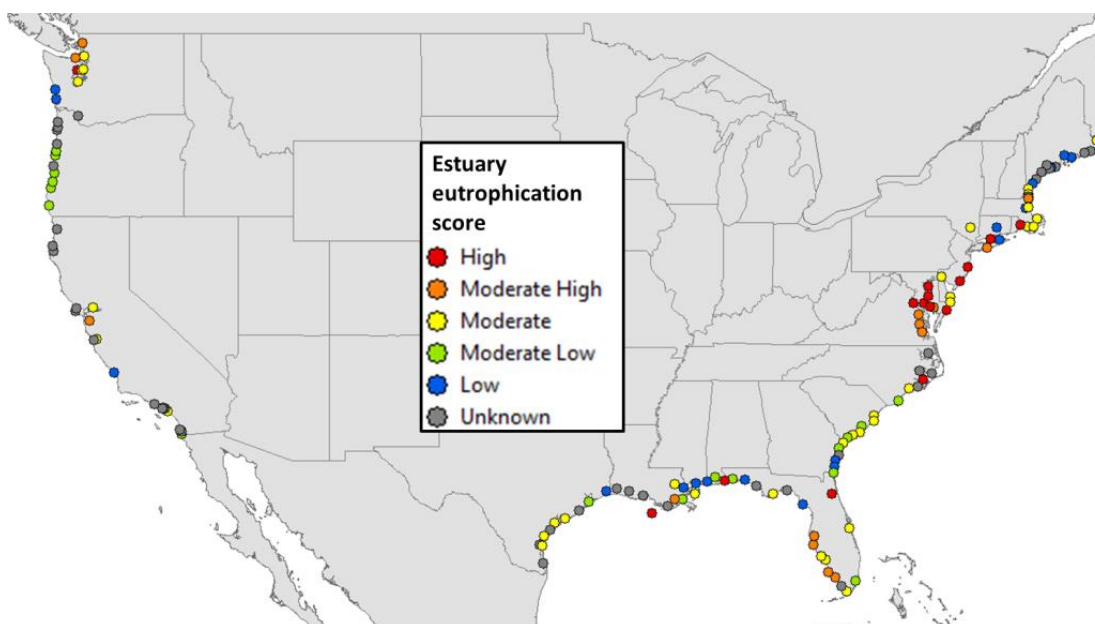 Estuary
eutrophication
score
High
Moderate High
Moderate
Moderate Low
Low
Unknown